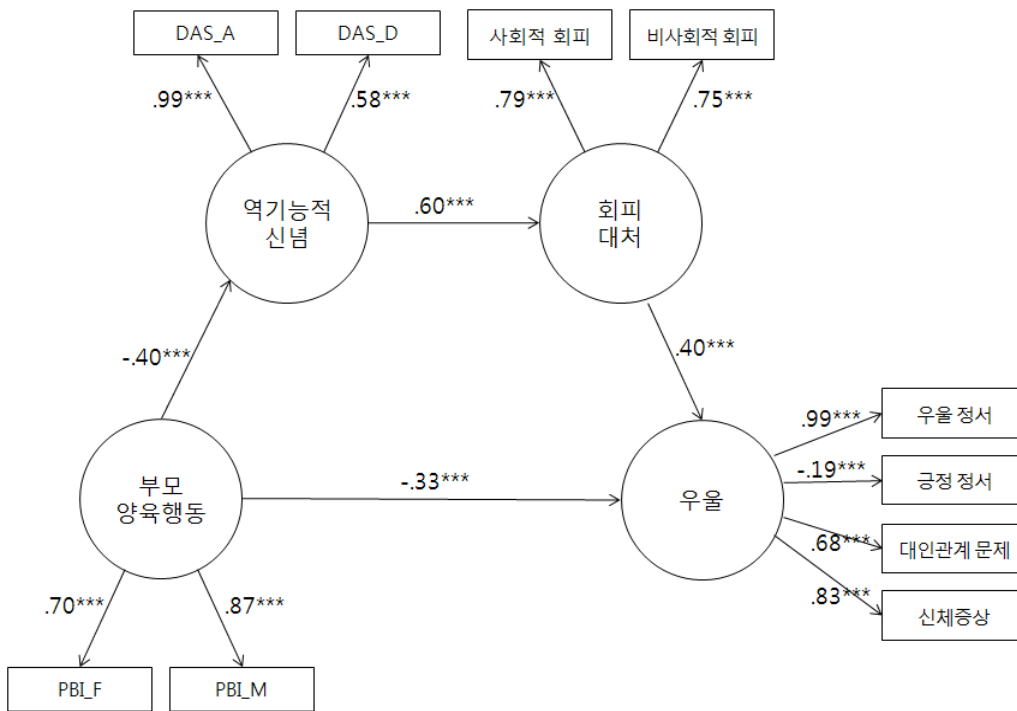 DAS_A
DAS_D
사회적 회피
비사회적 회피
.99***
.58***
.79***
.75***
역기능적
신념
.60***
회피
대처
-.40***
.40***
부모
양육행동
-.33***
우울
.99***
우울 정서
-.19***
긍정 정서
.68***
대인관계 문제
.83***
신체증상
.70***
.87***
PBI_F
PBI_M